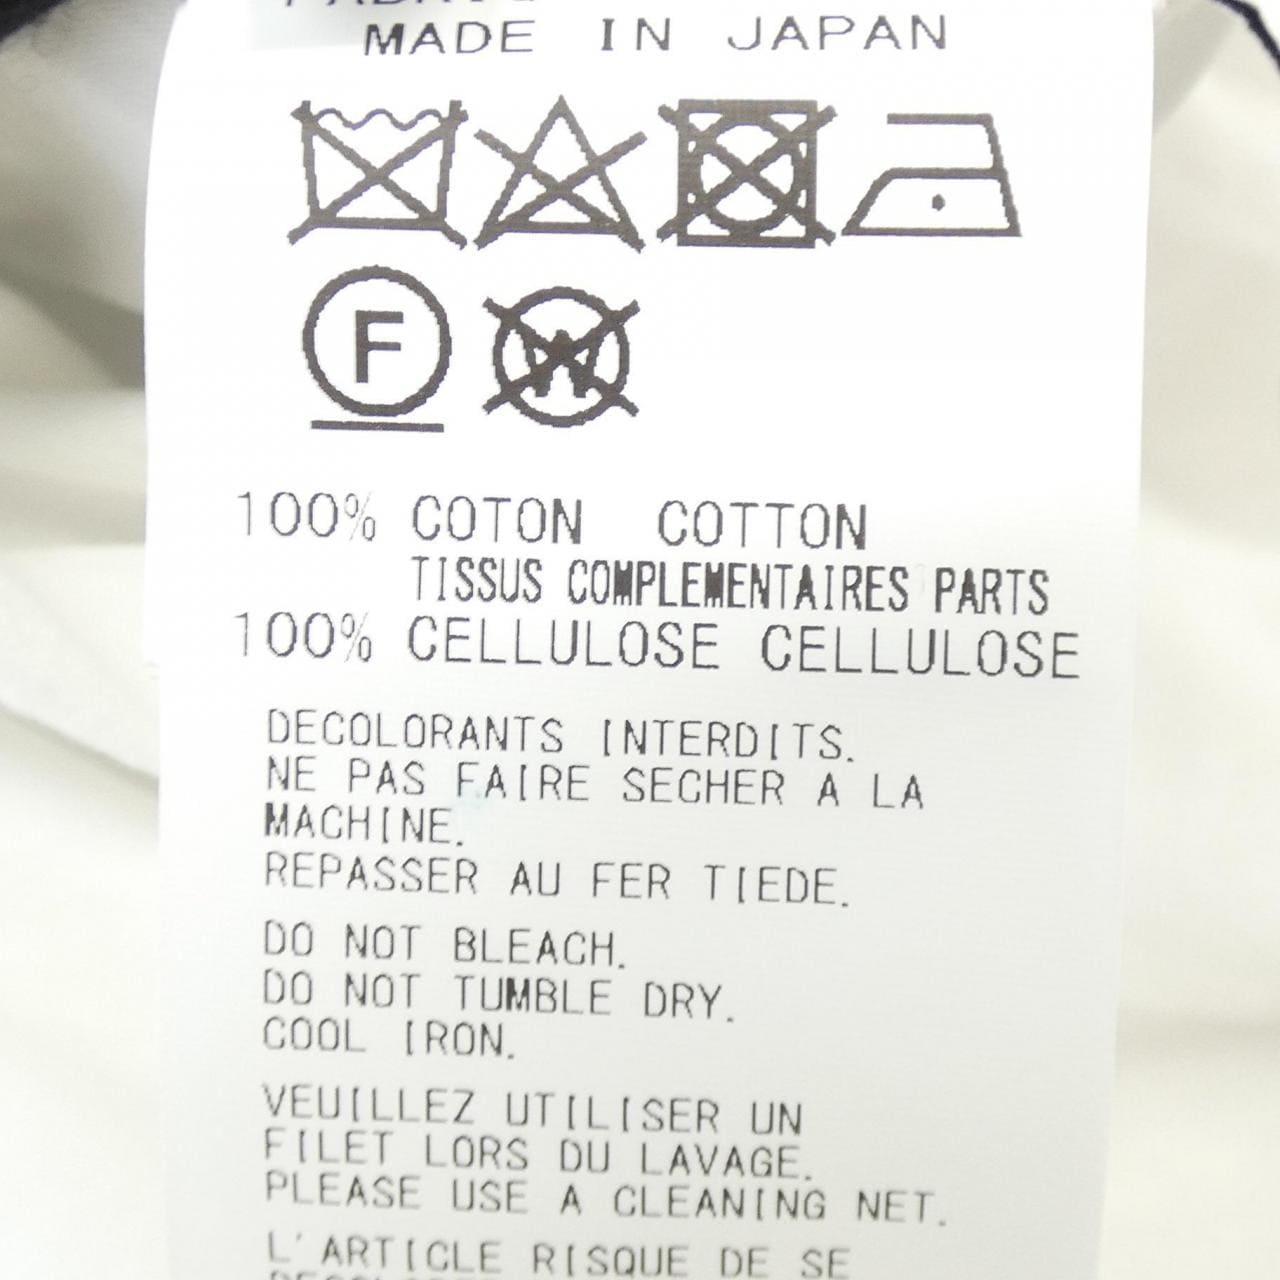 MADE IN JAPAN
F
W
100% COTON COTTON
TISSUS COMPLEMENTAIRES PARTS
100% CELLULOSE CELLULOSE
DECOLORANTS INTERDITS.
NE PAS FAIRE SECHER A LA
MACHINE.
REPASSER AU FER TIEDE.
DO NOT BLEACH.
DO NOT TUMBLE DRY.
COOL IRON.
VEUILLEZ UTILISER UN
FILET LORS DU LAVAGE.
PLEASE USE A CLEANING NET.
L'ARTICLE RISQUE DE SE